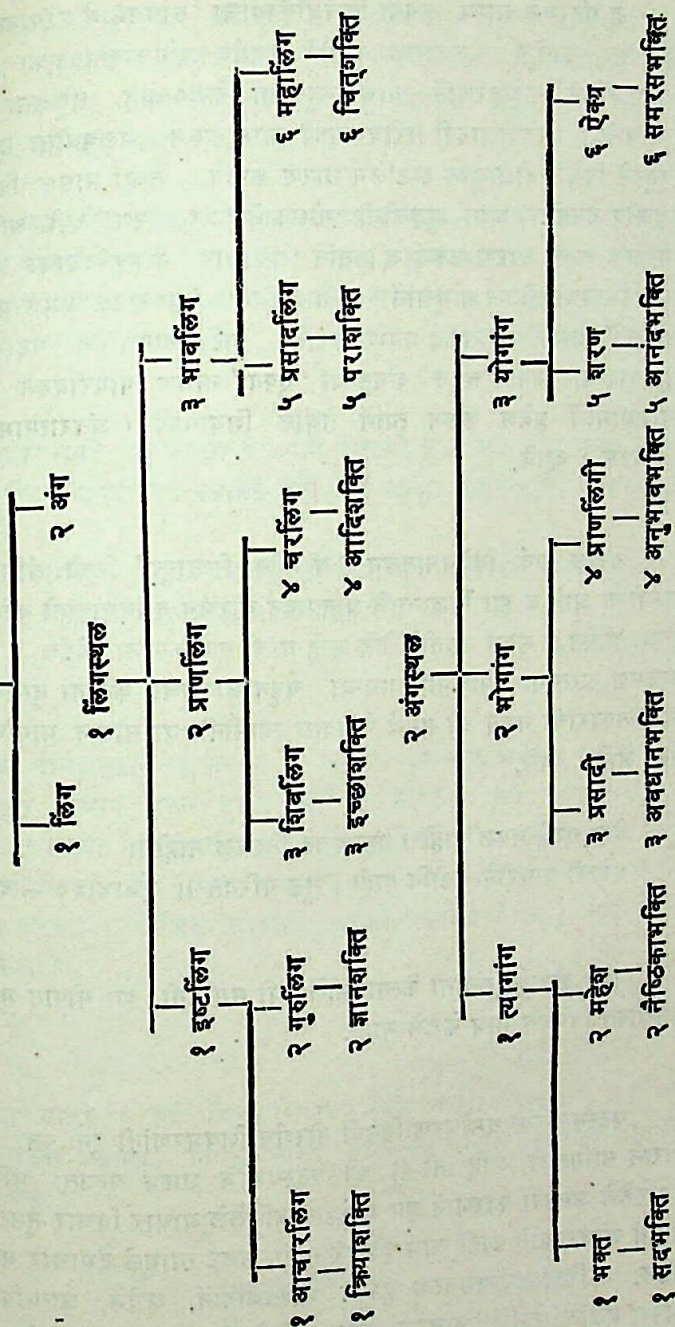 १ लिंग २ अंग
१ लिंगस्थल
१ इष्टलिंग २ प्राणलिंग ३ भावलिंग
१ आचारलिंग २ गुरुलिंग ३ शिवलिंग ४ चरलिंग ५ प्रसादलिंग ६ महालिंग
१ क्रियाशक्ति २ ज्ञानशक्ति ३ इच्छाशक्ति ४ आदिशक्ति ५ पराशक्ति ६ चित्‌शक्ति
२ अंगस्थल
१ त्यागांग २ भोगांग ३ योगांग
१ भक्त २ महेश ३ प्रसादी ४ प्राणलिंगी ५ शरण ६ ऐक्य
१ सदभक्ति २ नैष्ठिकाभक्ति ३ अवधानभक्ति ४ अनुभावभक्ति ५ आनंदभक्ति ६ समरसभक्ति